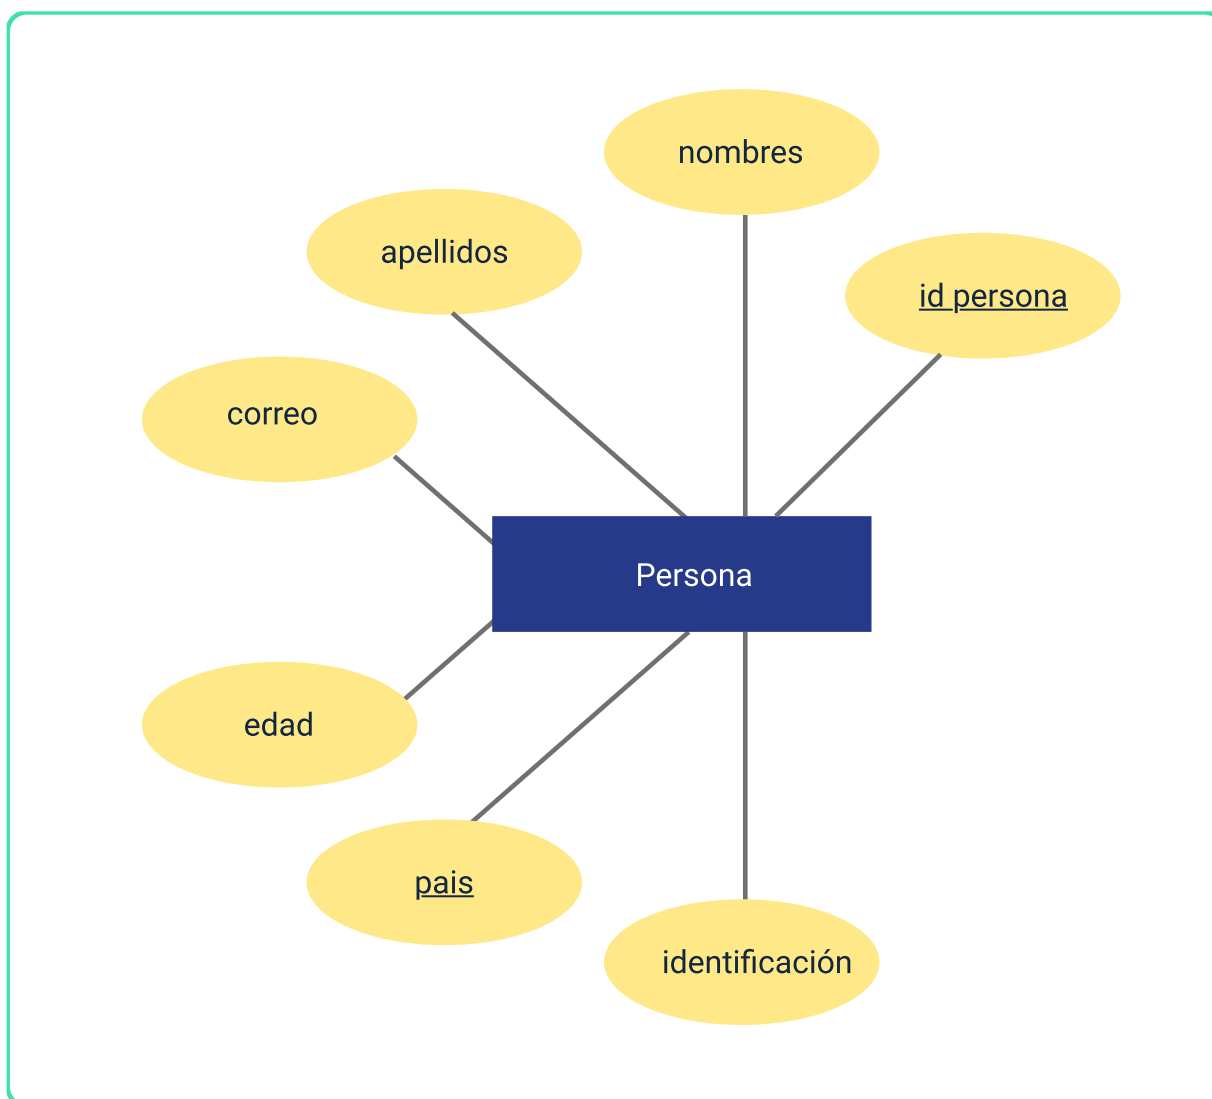 nombres
apellidos
id persona
correo
Persona
edad
pais
identificación